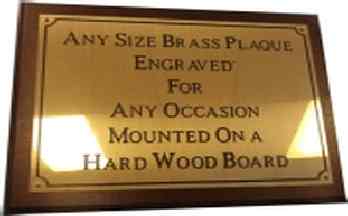 ANY SIZE BRASS PLAQUE
ENGRAVED
FOR
ANY OCCASION
MOUNTED ON A
HARD WOOD BOARD